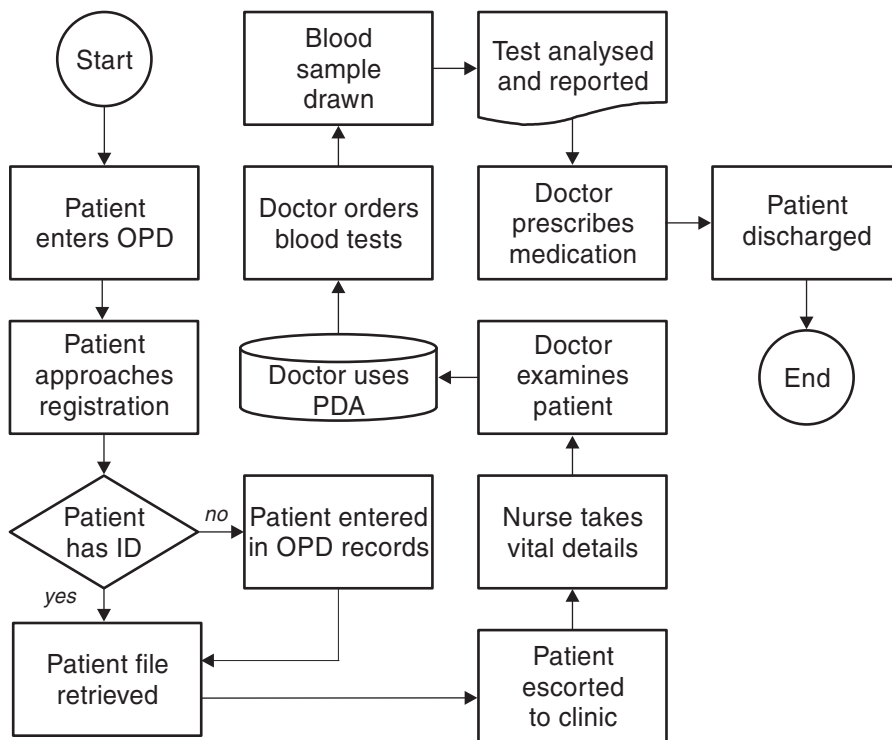 Start
Patient
enters OPD
Patient
approaches
registration
Patient
has ID
no
yes
Patient entered
in OPD records
Patient file
retrieved
Patient
escorted
to clinic
Nurse takes
vital details
Doctor
examines
patient
Doctor uses
PDA
Doctor orders
blood tests
Blood
sample
drawn
Test analysed
and reported
Doctor
prescribes
medication
Patient
discharged
End